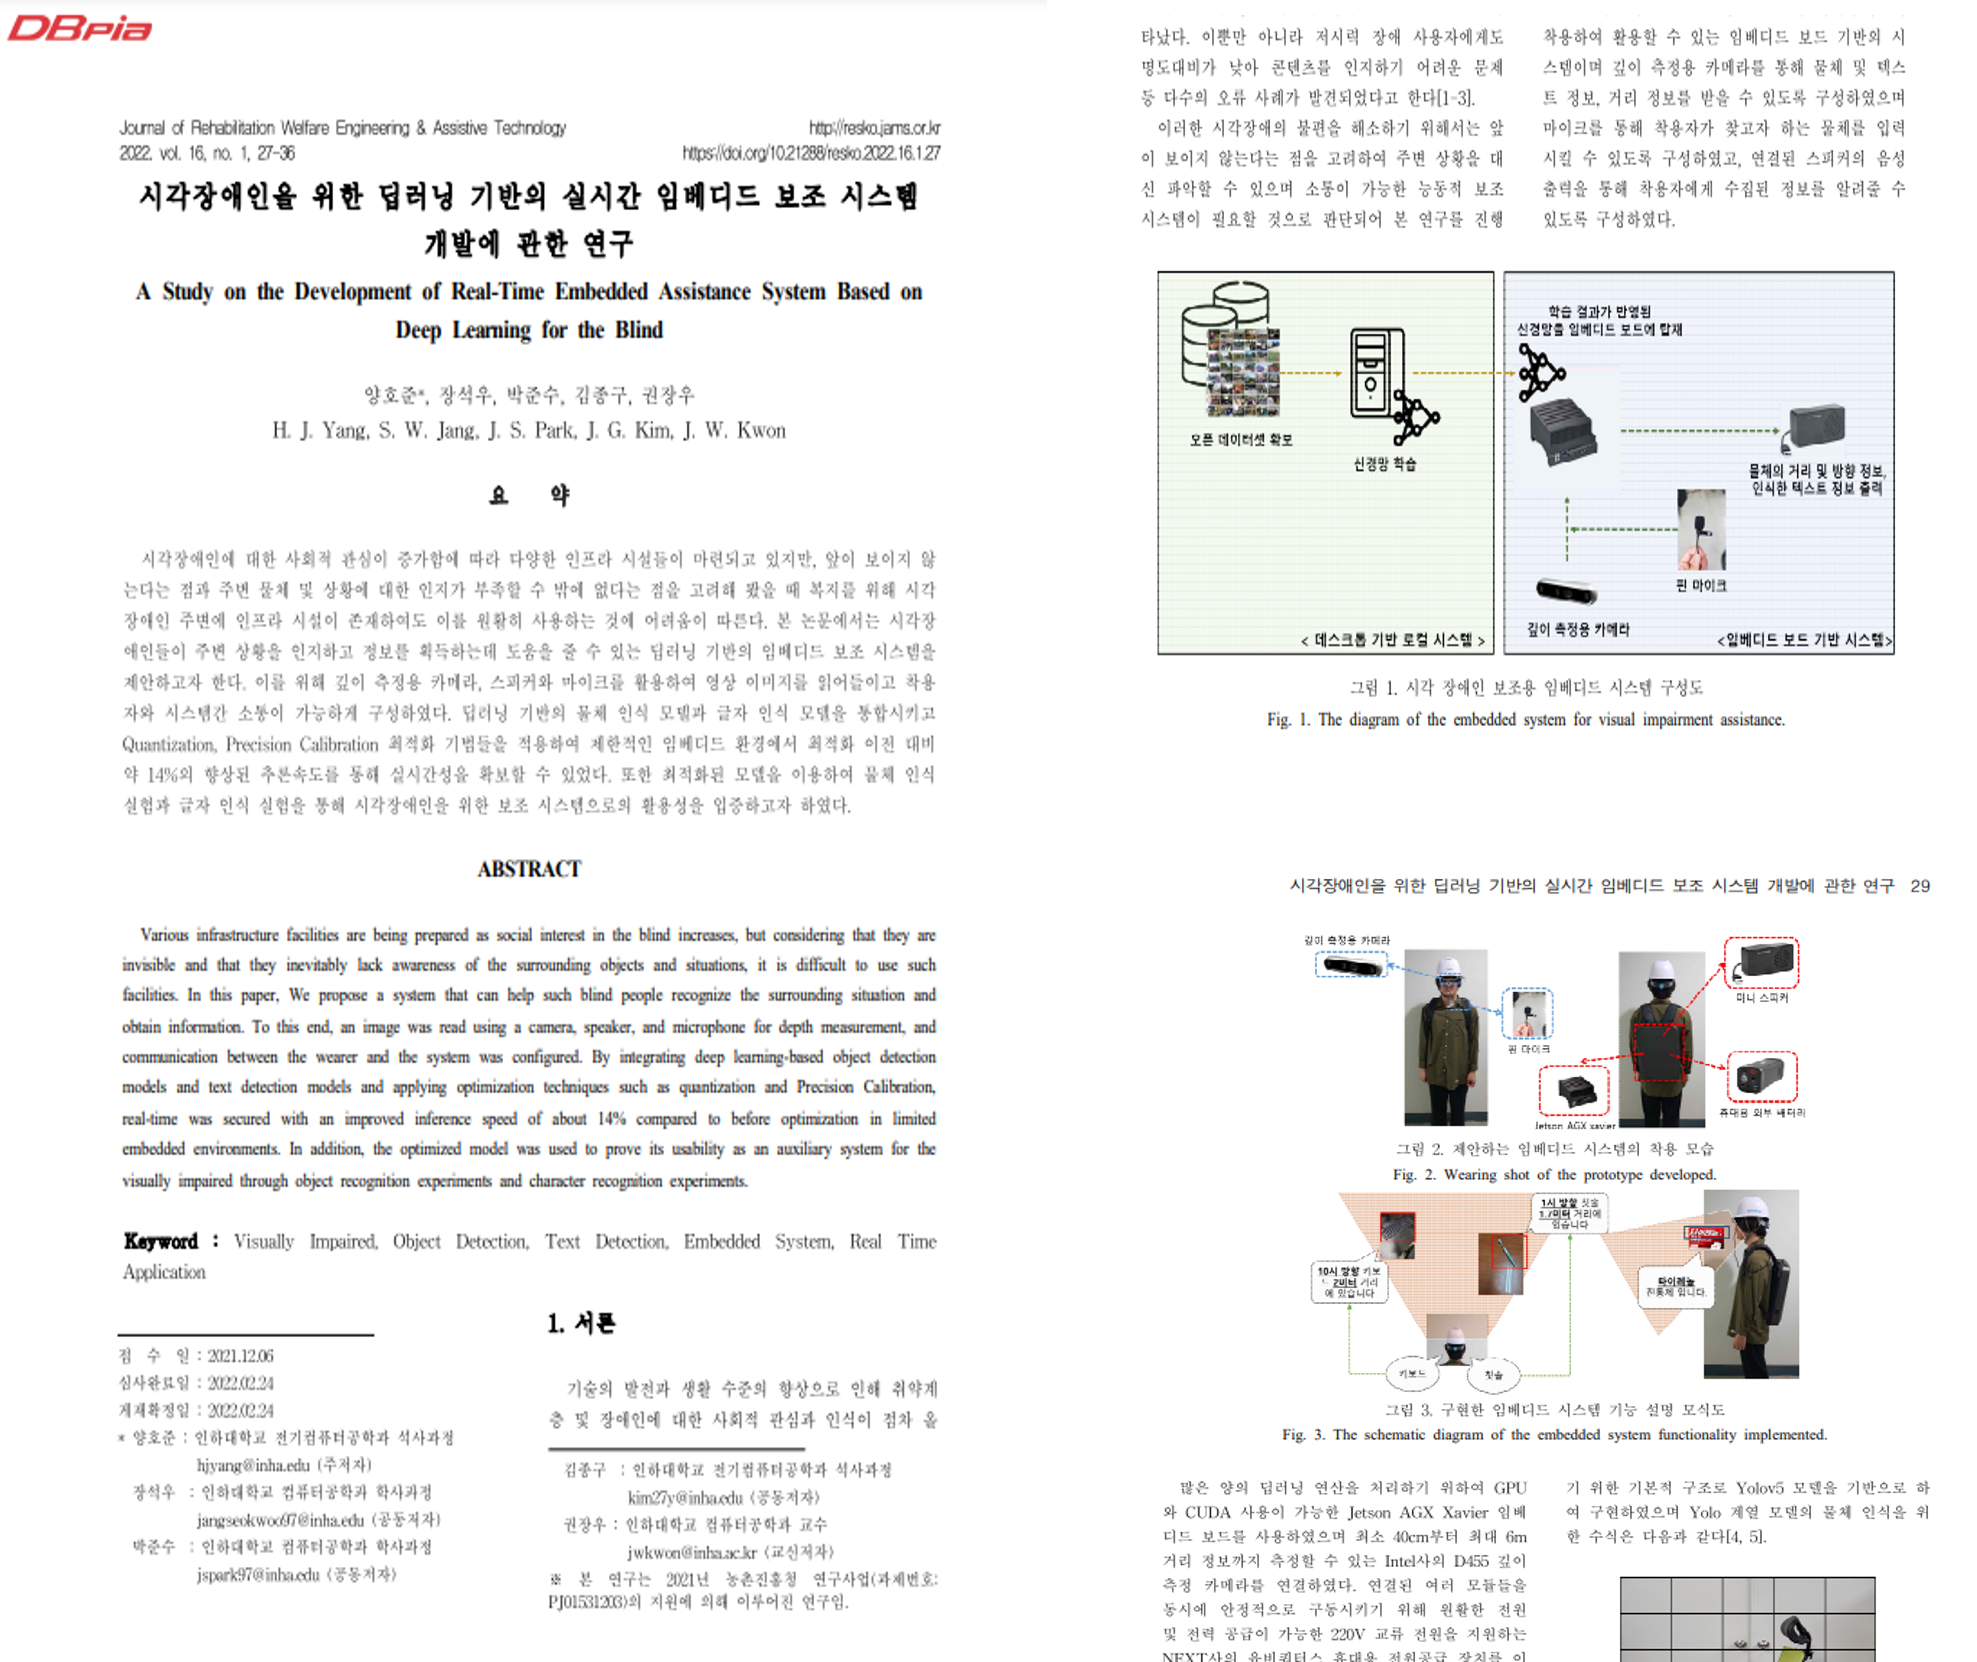 DBpia
Journal of Rehabilitation Welfare Engineering & Assistive Technology
http://resko.jams.or.kr
2022. vol. 16, no. 1, 27-36
https://doi.org/10.21288/resko.2022.16.1.27
시각장애인을 위한 딥러닝 기반의 실시간 임베디드 보조 시스템
개발에 관한 연구
A Study on the Development of Real-Time Embedded Assistance System Based on
Deep Learning for the Blind
양호준*, 장석우, 박준수, 김종구, 권장우
H. J. Yang, S. W. Jang, J. S. Park, J. G. Kim, J. W. Kwon
요 약
시각장애인에 대한 사회적 관심이 증가함에 따라 다양한 인프라 시설들이 마련되고 있지만, 앞이 보이지 않
는다는 점과 주변 물체 및 상황에 대한 인지가 부족할 수 밖에 없다는 점을 고려해 봤을 때 복지를 위해 시각
장애인 주변에 인프라 시설이 존재하여도 이를 원활히 사용하는 것에 어려움이 따른다. 본 논문에서는 시각장
애인들이 주변 상황을 인지하고 정보를 획득하는데 도움을 줄 수 있는 딥러닝 기반의 임베디드 보조 시스템을
제안하고자 한다. 이를 위해 깊이 측정용 카메라, 스피커와 마이크를 활용하여 영상 이미지를 읽어들이고 착용
자와 시스템간 소통이 가능하게 구성하였다. 딥러닝 기반의 물체 인식 모델과 글자 인식 모델을 통합시키고
Quantization, Precision Calibration 최적화 기법들을 적용하여 제한적인 임베디드 환경에서 최적화 이전 대비
약 14%의 향상된 추론속도를 통해 실시간성을 확보할 수 있었다. 또한 최적화된 모델을 이용하여 물체 인식
실험과 글자 인식 실험을 통해 시각장애인을 위한 보조 시스템으로의 활용성을 입증하고자 하였다.
ABSTRACT
Various infrastructure facilities are being prepared as social interest in the blind increases, but considering that they are
invisible and that they inevitably lack awareness of the surrounding objects and situations, it is difficult to use such
facilities. In this paper, We propose a system that can help such blind people recognize the surrounding situation and
obtain information. To this end, an image was read using a camera, speaker, and microphone for depth measurement, and
communication between the wearer and the system was configured. By integrating deep learning-based object detection
models and text detection models and applying optimization techniques such as quantization and Precision Calibration,
real-time was secured with an improved inference speed of about 14% compared to before optimization in limited
embedded environments. In addition, the optimized model was used to prove its usability as an auxiliary system for the
visually impaired through object recognition experiments and character recognition experiments.
Keyword : Visually Impaired, Object Detection, Text Detection, Embedded System, Real Time
Application
접 수 일 : 2021.12.06
심사완료일 : 2022.02.24
게재확정일 : 2022.02.24
* 양호준 : 인하대학교 전기컴퓨터공학과 석사과정
hjyang@inha.edu (주저자)
장석우 : 인하대학교 컴퓨터공학과 학사과정
jangseokwoo97@inha.edu (공동저자)
박준수 : 인하대학교 컴퓨터공학과 학사과정
jspark97@inha.edu (공동저자)
1. 서론
기술의 발전과 생활 수준의 향상으로 인해 취약계
층 및 장애인에 대한 사회적 관심과 인식이 점차 올
김종구 : 인하대학교 전기컴퓨터공학과 석사과정
kim27y@inha.edu (공동저자)
권장우 : 인하대학교 컴퓨터공학과 교수
jwkwon@inha.ac.kr (교신저자)
※ 본 연구는 2021년 농촌진흥청 연구사업(과제번호:
PJ01531203)의 지원에 의해 이루어진 연구임.
타났다. 이뿐만 아니라 저시력 장애 사용자에게도
명도대비가 낮아 콘텐츠를 인지하기 어려운 문제
등 다수의 오류 사례가 발견되었다고 한다[1-3].
이러한 시각장애의 불편을 해소하기 위해서는 앞
이 보이지 않는다는 점을 고려하여 주변 상황을 대
신 파악할 수 있으며 소통이 가능한 능동적 보조
시스템이 필요할 것으로 판단되어 본 연구를 진행
착용하여 활용할 수 있는 임베디드 보드 기반의 시
스템이며 깊이 측정용 카메라를 통해 물체 및 텍스
트 정보, 거리 정보를 받을 수 있도록 구성하였으며
마이크를 통해 착용자가 찾고자 하는 물체를 입력
시킬 수 있도록 구성하였고, 연결된 스피커의 음성
출력을 통해 착용자에게 수집된 정보를 알려줄 수
있도록 구성하였다.
오픈 데이터셋 확보
신경망 학습
< 데스크톱 기반 로컬 시스템 >
학습 결과가 반영된
신경망을 임베디드 보드에 탑재
물체의 거리 및 방향 정보,
인식한 텍스트 정보 출력
핀 마이크
깊이 측정용 카메라
<임베디드 보드 기반 시스템>
그림 1. 시각 장애인 보조용 임베디드 시스템 구성도
Fig. 1. The diagram of the embedded system for visual impairment assistance.
시각장애인을 위한 딥러닝 기반의 실시간 임베디드 보조 시스템 개발에 관한 연구 29
깊이 측정용 카메라
핀 마이크
미니 스피커
Jetson AGX xavier
휴대용 외부 배터리
그림 2. 제안하는 임베디드 시스템의 착용 모습
Fig. 2. Wearing shot of the prototype developed.
1시 방향 칫솔
1.7미터 거리에
있습니다
10시 방향 키보
드 2미터 거리
에 있습니다
타이레놀
진통제 입니다.
키보드
칫솔
그림 3. 구현한 임베디드 시스템 기능 설명 모식도
Fig. 3. The schematic diagram of the embedded system functionality implemented.
많은 양의 딥러닝 연산을 처리하기 위하여 GPU
와 CUDA 사용이 가능한 Jetson AGX Xavier 임베
디드 보드를 사용하였으며 최소 40cm부터 최대 6m
거리 정보까지 측정할 수 있는 Intel사의 D455 깊이
측정 카메라를 연결하였다. 연결된 여러 모듈들을
동시에 안정적으로 구동시키기 위해 원활한 전원
및 전력 공급이 가능한 220V 교류 전원을 지원하는
NEXT사의 유비쿼터스 휴대용 전원공급 장치를 이
기 위한 기본적 구조로 Yolov5 모델을 기반으로 하
여 구현하였으며 Yolo 계열 모델의 물체 인식을 위
한 수식은 다음과 같다[4, 5].